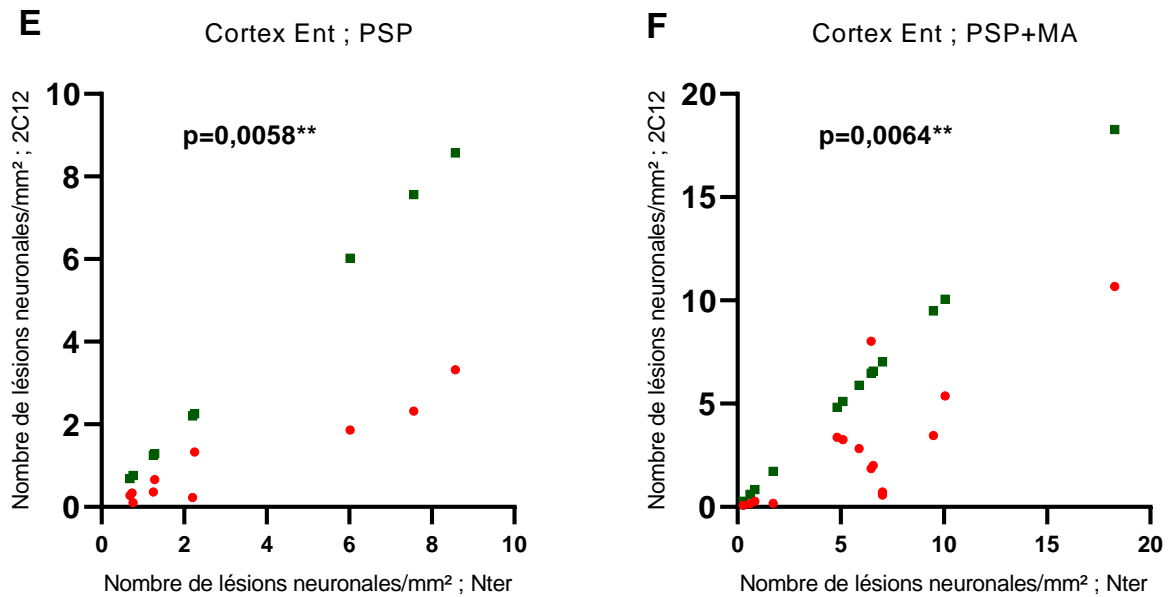 E
Cortex Ent ; PSP
Nombre de lésions neuronales/mm² ; 2C12
10
8
6
4
2
0
p=0,0058**
0 2 4 6 8 10
Nombre de lésions neuronales/mm² ; Nter
F
Cortex Ent ; PSP+MA
Nombre de lésions neuronales/mm² ; 2C12
20
15
10
5
0
p=0,0064**
0 5 10 15 20
Nombre de lésions neuronales/mm² ; Nter